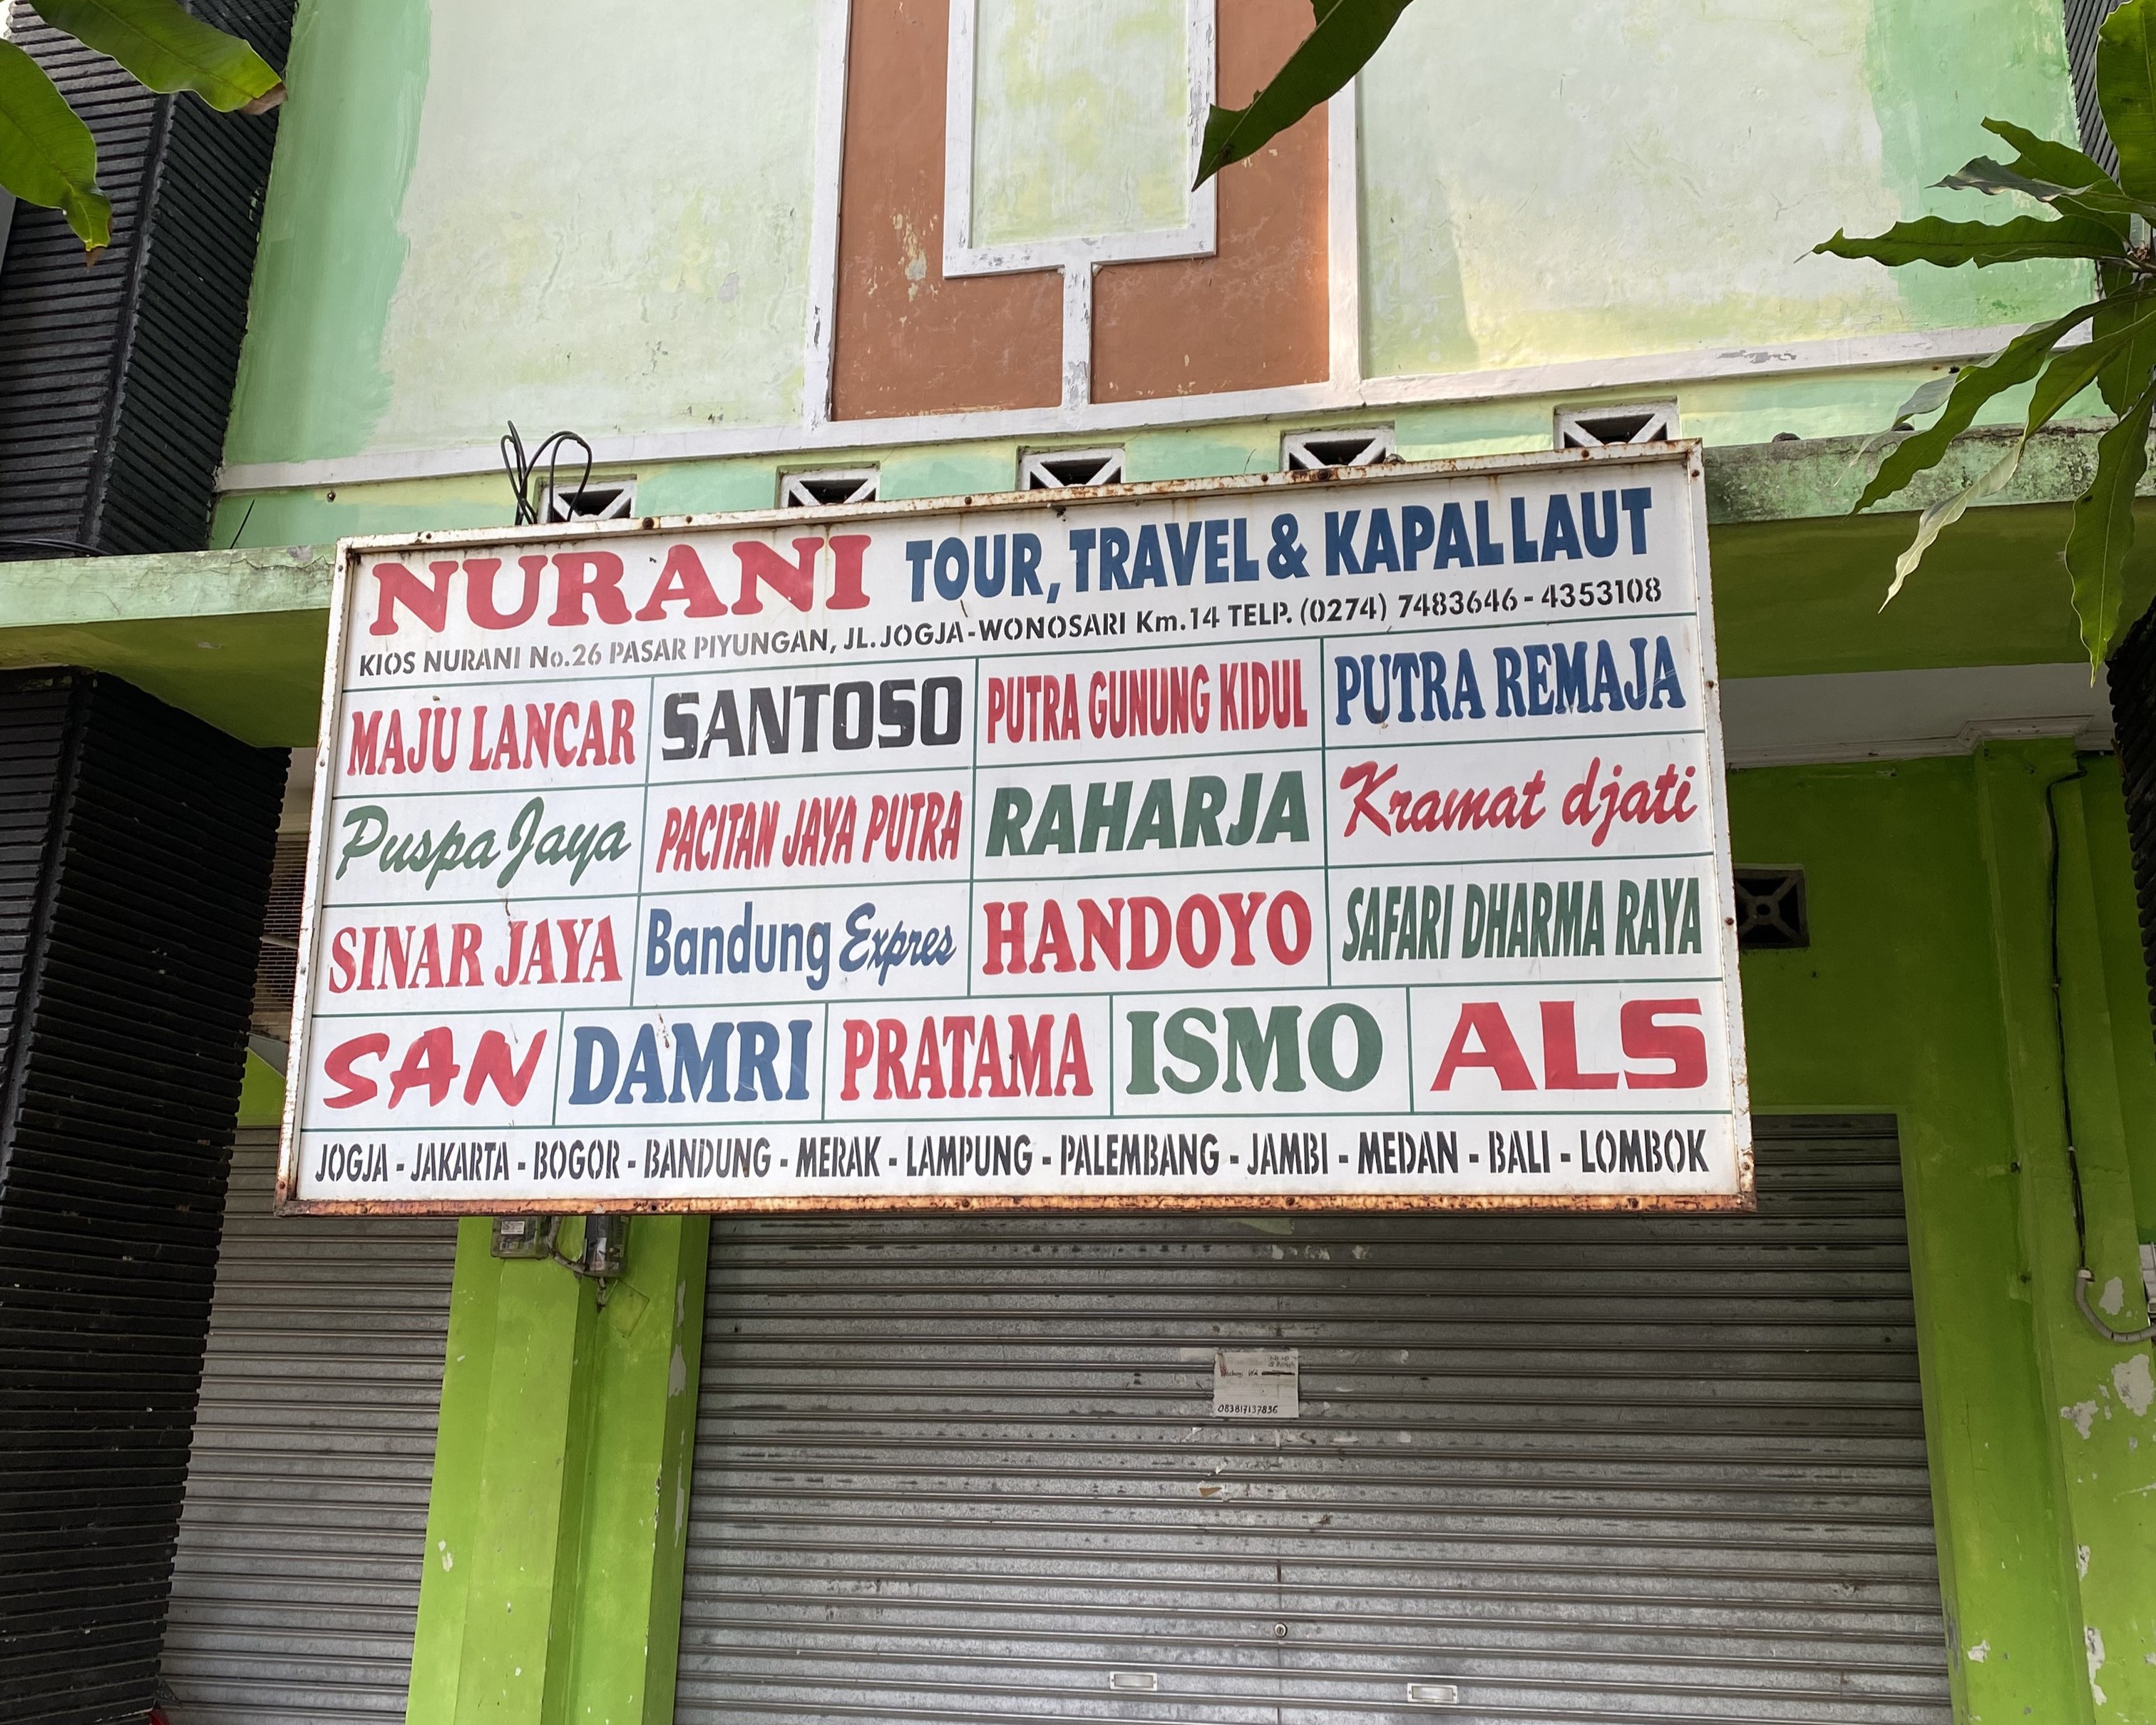 NURANI TOUR, TRAVEL & KAPAL LAUT
KIOS NURANI No.26 PASAR PIYUNGAN, JL. JOGJA-WONOSARI Km.14 TELP. (0274) 7483646 - 4353108
MAJU LANCAR SANTOSO PUTRA GUNUNG KIDUL PUTRA REMAJA
Puspa Jaya PACITAN JAYA PUTRA RAHARJA Kramat djati
SINAR JAYA Bandung Expres HANDOYO SAFARI DHARMA RAYA
SAN DAMRI PRATAMA ISMO ALS
JOGJA - JAKARTA - BOGOR - BANDUNG - MERAK - LAMPUNG - PALEMBANG - JAMBI - MEDAN - BALI - LOMBOK
083817137836